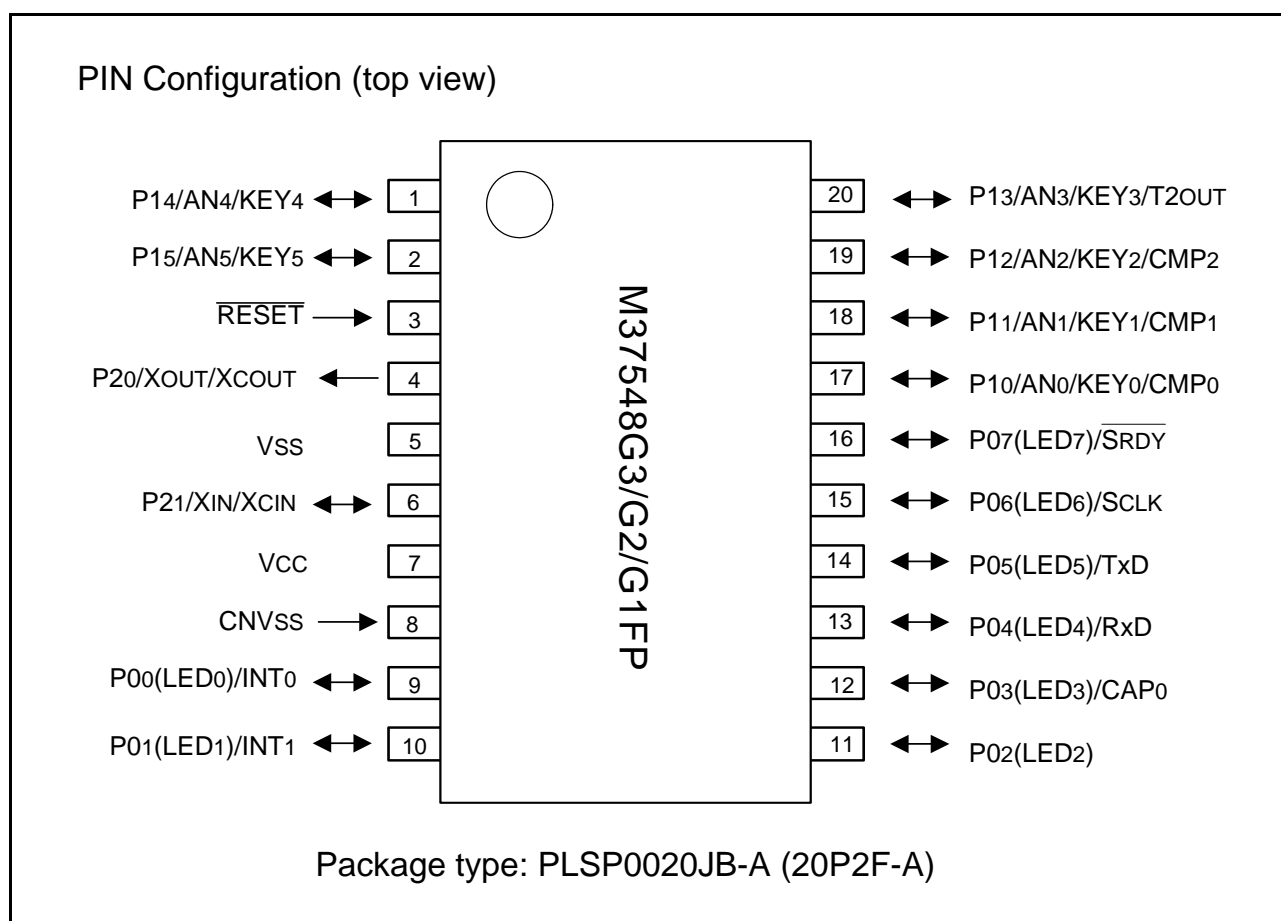 PIN Configuration (top view)
P14/AN4/KEY4 1
P15/AN5/KEY5 2
RESET 3
P20/XOUT/XCOUT 4
VSS 5
P21/XIN/XCIN 6
VCC 7
CNVSS 8
P00(LED0)/INT0 9
P01(LED1)/INT1 10
M37548G3/G2/G1FP
20 P13/AN3/KEY3/T2OUT
19 P12/AN2/KEY2/CMP2
18 P11/AN1/KEY1/CMP1
17 P10/AN0/KEY0/CMP0
16 P07(LED7)/SRDY
15 P06(LED6)/SCLK
14 P05(LED5)/TxD
13 P04(LED4)/RxD
12 P03(LED3)/CAP0
11 P02(LED2)
Package type: PLSP0020JB-A (20P2F-A)